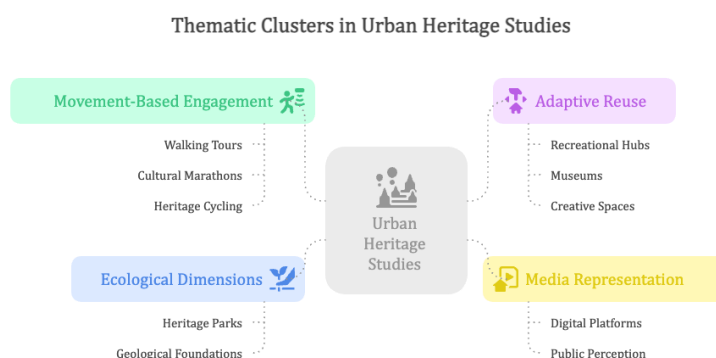 Thematic Clusters in Urban Heritage Studies
Movement-Based Engagement
Walking Tours
Cultural Marathons
Heritage Cycling
Adaptive Reuse
Recreational Hubs
Museums
Creative Spaces
Urban
Heritage
Studies
Ecological Dimensions
Heritage Parks
Geological Foundations
Media Representation
Digital Platforms
Public Perception